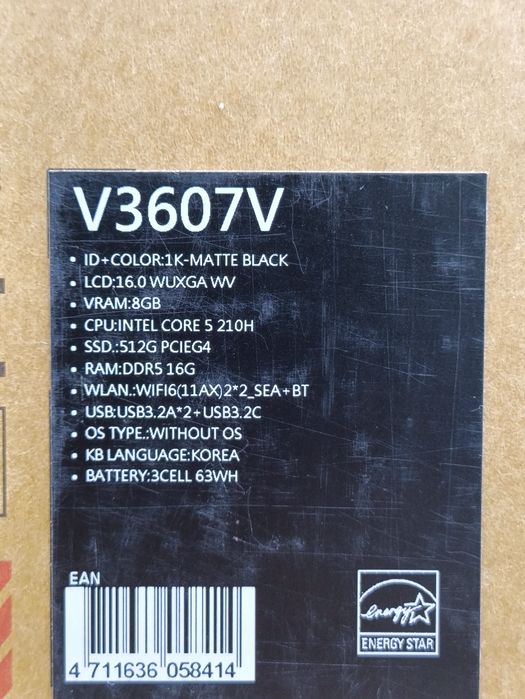 V3607V
• ID+COLOR:1K-MATTE BLACK
• LCD:16.0 WUXGA WV
• VRAM:8GB
• CPU:INTEL CORE 5 210H
• SSD.:512G PCIEG4
• RAM:DDR5 16G
• WLAN.:WIFI6(11AX)2*2_SEA+BT
• USB:USB3.2A*2+USB3.2C
• OS TYPE.:WITHOUT OS
• KB LANGUAGE:KOREA
• BATTERY:3CELL 63WH
EAN
4 711636 058414
energy
ENERGY STAR